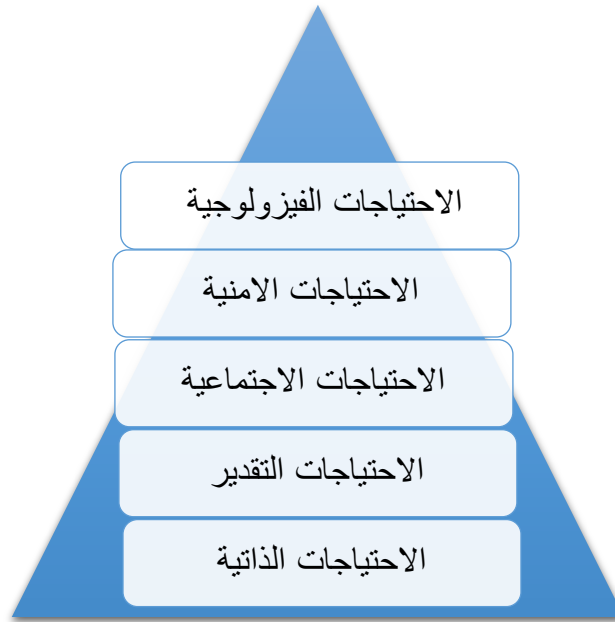 الاحتياجات الفيزولوجية
الاحتياجات الامنية
الاحتياجات الاجتماعية
الاحتياجات التقدير
الاحتياجات الذاتية